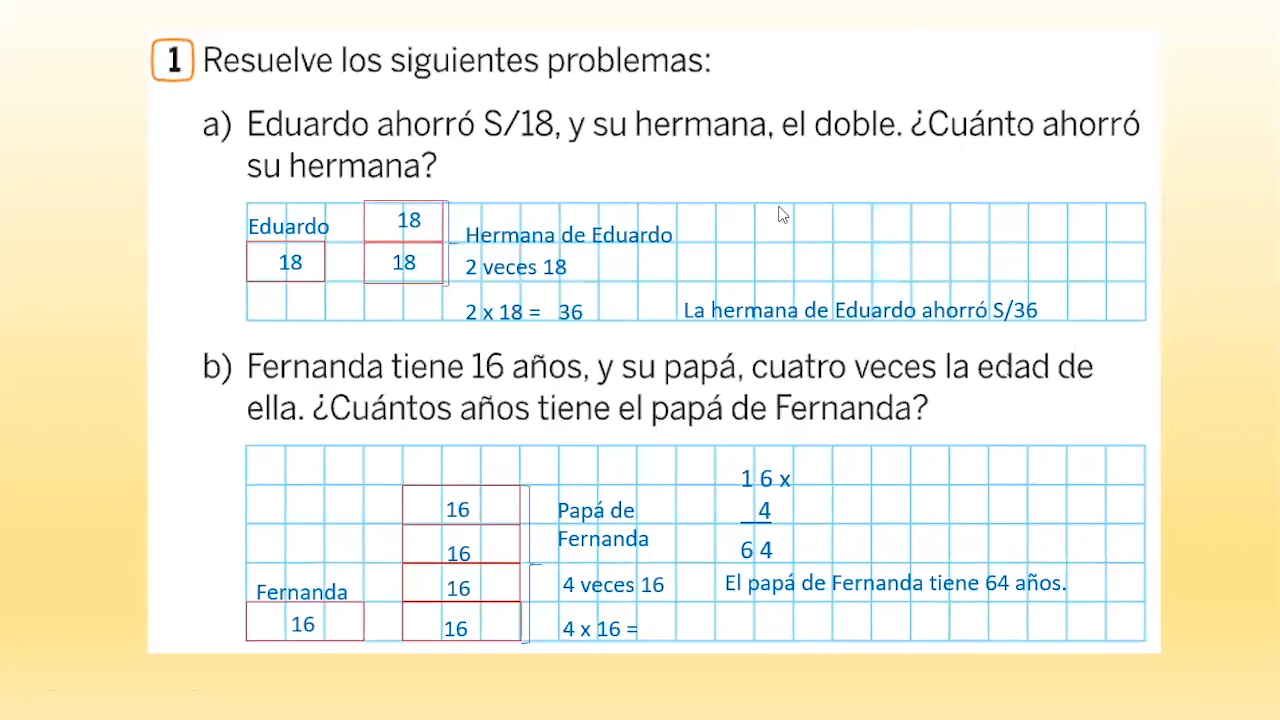 1 Resuelve los siguientes problemas:
a) Eduardo ahorró S/18, y su hermana, el doble. ¿Cuánto ahorró
su hermana?
Eduardo
18
18
18
Hermana de Eduardo
2 veces 18
2 x 18 = 36
La hermana de Eduardo ahorró S/36
b) Fernanda tiene 16 años, y su papá, cuatro veces la edad de
ella. ¿Cuántos años tiene el papá de Fernanda?
Fernanda
16
16
16
16
16
Papá de
Fernanda
4 veces 16
4 x 16 =
1 6 x
4
6 4
El papá de Fernanda tiene 64 años.